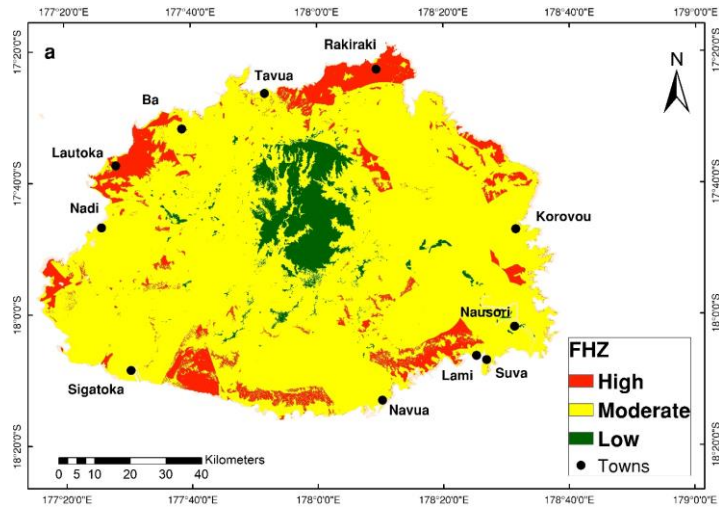 177°20'0"E 177°40'0"E 178°0'0"E 178°20'0"E 178°40'0"E 179°0'0"E
a
N
17°20'0"S
17°20'0"S
Rakiraki
Tavua
Ba
Lautoka
17°40'0"S
17°40'0"S
Nadi
Korovou
18°0'0"S
18°0'0"S
Nausori
Lami
Suva
Sigatoka
Navua
FHZ
High
Moderate
Low
Towns
18°20'0"S
18°20'0"S
Kilometers
0 5 10 20 30 40
177°20'0"E 177°40'0"E 178°0'0"E 178°20'0"E 178°40'0"E 179°0'0"E